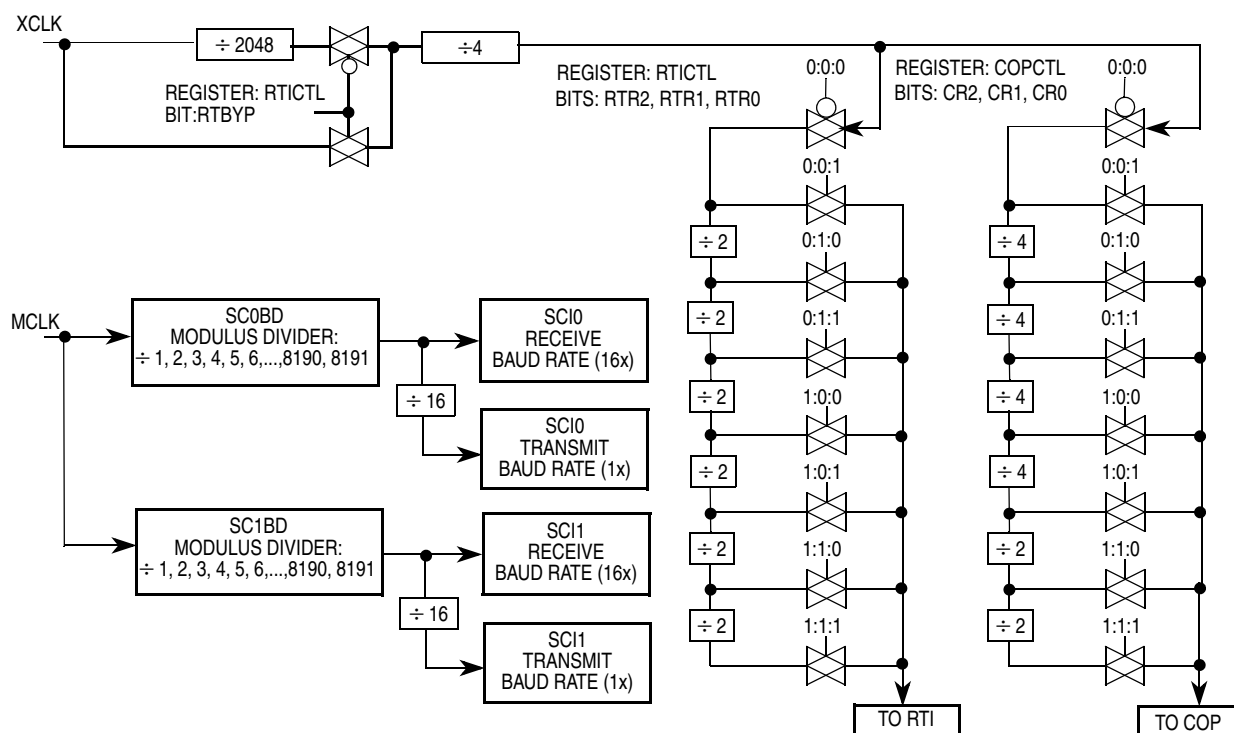 XCLK
÷ 2048
÷4
REGISTER: RTICTL
BIT:RTBYP
REGISTER: RTICTL
BITS: RTR2, RTR1, RTR0
0:0:0
REGISTER: COPCTL
BITS: CR2, CR1, CR0
0:0:0
0:0:1
÷ 2
0:1:0
÷ 2
0:1:1
÷ 2
1:0:0
÷ 2
1:0:1
÷ 2
1:1:0
÷ 2
1:1:1
TO RTI
0:0:1
÷ 4
0:1:0
÷ 4
0:1:1
÷ 4
1:0:0
÷ 4
1:0:1
÷ 2
1:1:0
÷ 2
1:1:1
TO COP
MCLK
SC0BD
MODULUS DIVIDER:
÷ 1, 2, 3, 4, 5, 6,...,8190, 8191
SCI0
RECEIVE
BAUD RATE (16x)
÷ 16
SCI0
TRANSMIT
BAUD RATE (1x)
SC1BD
MODULUS DIVIDER:
÷ 1, 2, 3, 4, 5, 6,...,8190, 8191
SCI1
RECEIVE
BAUD RATE (16x)
÷ 16
SCI1
TRANSMIT
BAUD RATE (1x)